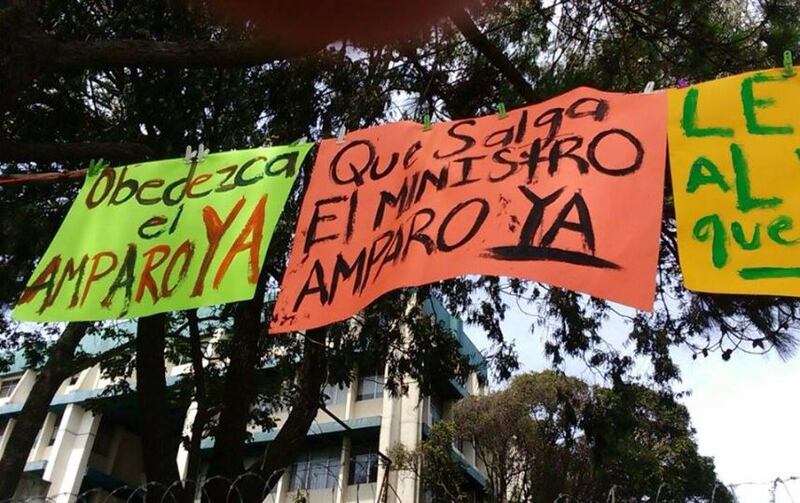 Obedezca
el
AMPARO YA
Que Salga
El MINISTRO
AMPARO YA
LE
AL
que